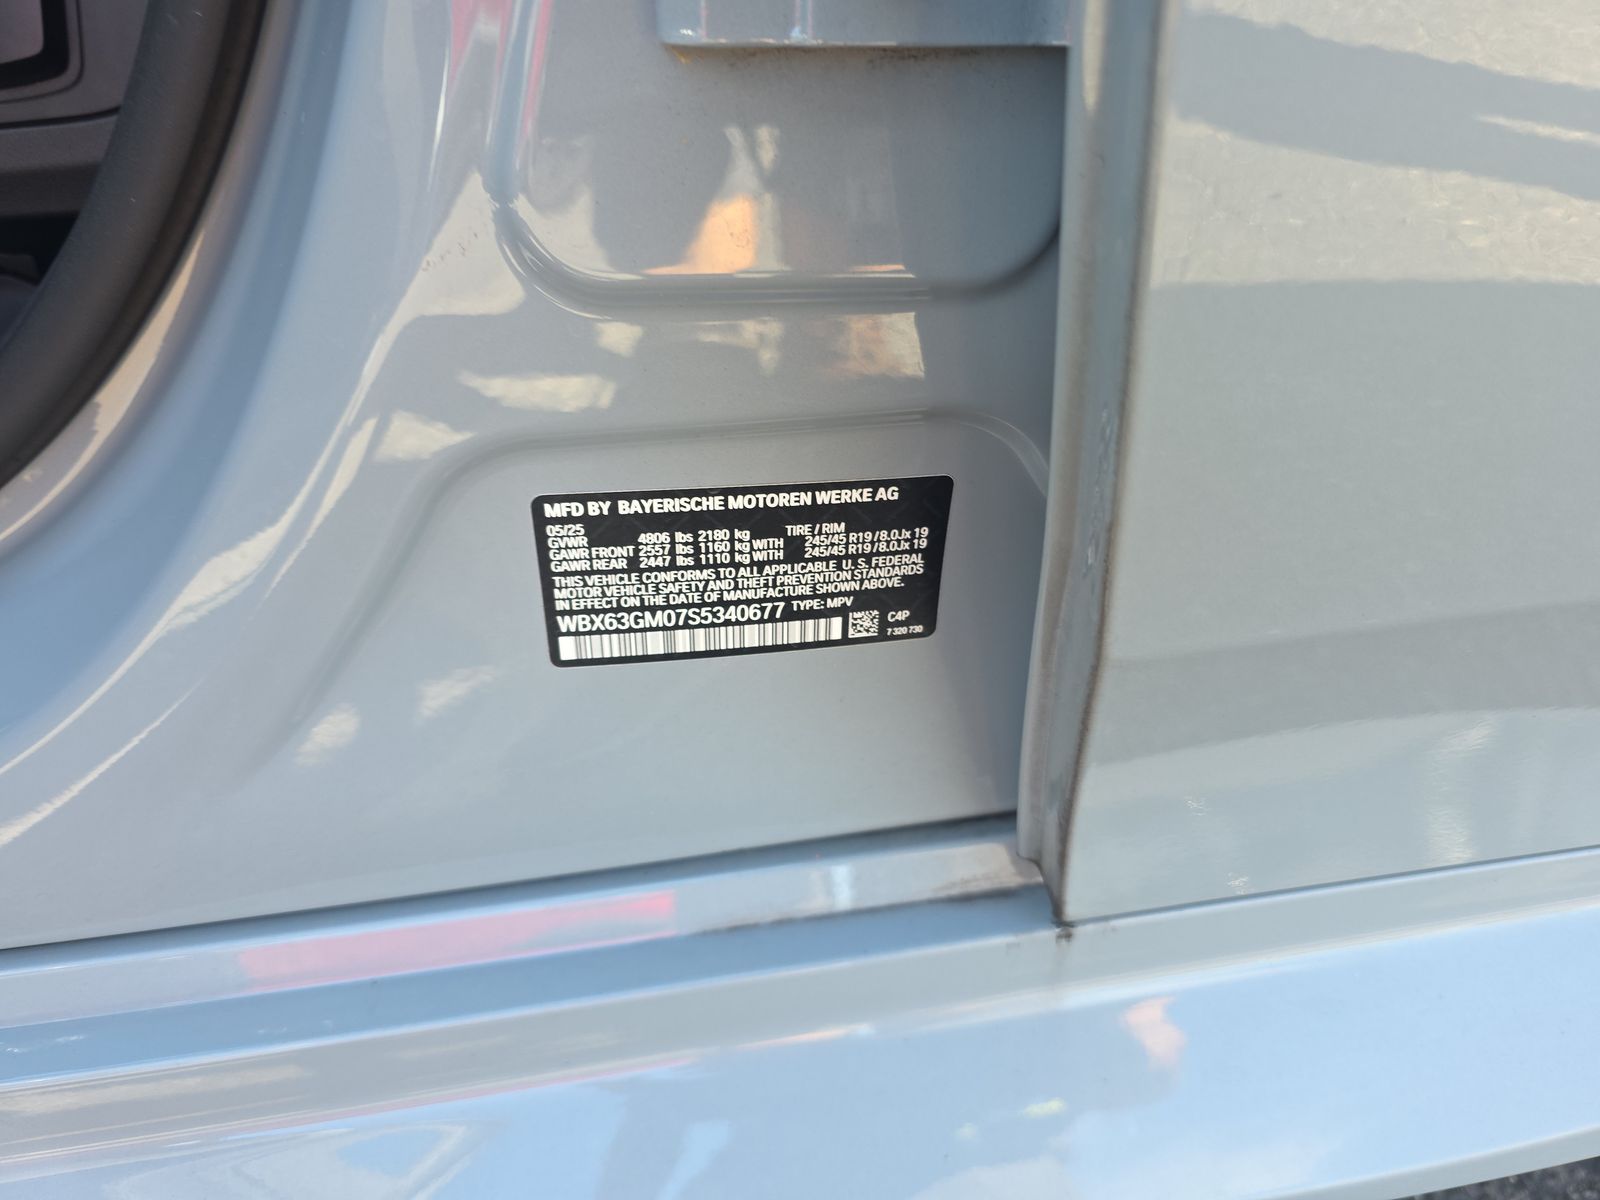 MFD BY BAYERISCHE MOTOREN WERKE AG
05/25 TIRE / RIM
GVWR 4806 lbs 2180 kg
GAWR FRONT 2557 lbs 1160 kg WITH 245/45 R19 / 8.0Jx 19
GAWR REAR 2447 lbs 1110 kg WITH 245/45 R19 / 8.0Jx 19
THIS VEHICLE CONFORMS TO ALL APPLICABLE U. S. FEDERAL
MOTOR VEHICLE SAFETY AND THEFT PREVENTION STANDARDS
IN EFFECT ON THE DATE OF MANUFACTURE SHOWN ABOVE.
WBX63GM07S5340677 TYPE: MPV
C4P
7 320 730